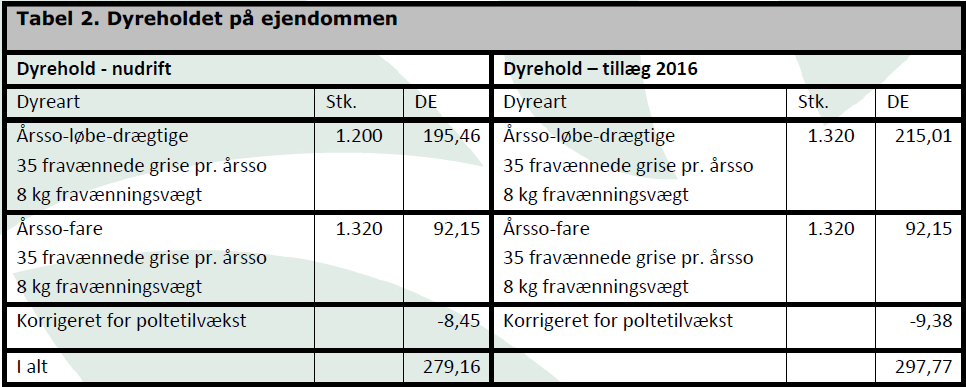 Tabel 2. Dyreholdet på ejendommen
Dyrehold - nudrift Dyrehold – tillæg 2016
Dyreart Stk. DE Dyreart Stk. DE
Årsso-løbe-drægtige 1.200 195,46 Årsso-løbe-drægtige 1.320 215,01
35 fravænnede grise pr. årsso 35 fravænnede grise pr. årsso
8 kg fravænningsvægt 8 kg fravænningsvægt
Årsso-fare 1.320 92,15 Årsso-fare 1.320 92,15
35 fravænnede grise pr. årsso 35 fravænnede grise pr. årsso
8 kg fravænningsvægt 8 kg fravænningsvægt
Korrigeret for poltetilvækst -8,45 Korrigeret for poltetilvækst -9,38
I alt 279,16 297,77